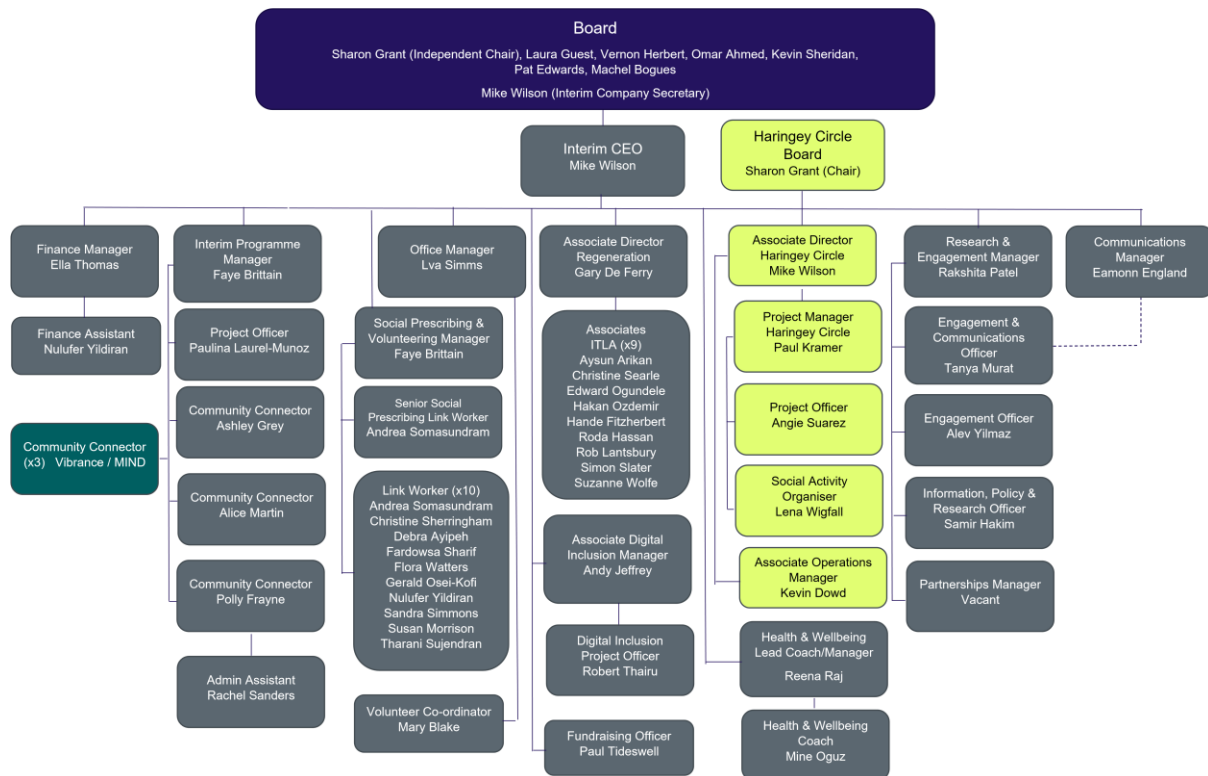 Board
Sharon Grant (Independent Chair), Laura Guest, Vernon Herbert, Omar Ahmed, Kevin Sheridan,
Pat Edwards, Machel Bogues
Mike Wilson (Interim Company Secretary)
Interim CEO
Mike Wilson
Haringey Circle
Board
Sharon Grant (Chair)
Finance Manager
Ella Thomas
Finance Assistant
Nulufer Yildiran
Community Connector
(x3) Vibrance / MIND
Interim Programme
Manager
Faye Brittain
Project Officer
Paulina Laurel-Munoz
Community Connector
Ashley Grey
Community Connector
Alice Martin
Community Connector
Polly Frayne
Admin Assistant
Rachel Sanders
Office Manager
Lva Simms
Social Prescribing &
Volunteering Manager
Faye Brittain
Senior Social
Prescribing Link Worker
Andrea Somasundram
Link Worker (x10)
Andrea Somasundram
Christine Sherringham
Debra Ayipeh
Fardowsa Sharif
Flora Watters
Gerald Osei-Kofi
Nulufer Yildiran
Sandra Simmons
Susan Morrison
Tharani Sujendran
Volunteer Co-ordinator
Mary Blake
Associate Director
Regeneration
Gary De Ferry
Associates
ITLA (x9)
Aysun Arikan
Christine Searle
Edward Ogundele
Hakan Ozdemir
Hande Fitzherbert
Roda Hassan
Rob Lantsbury
Simon Slater
Suzanne Wolfe
Associate Digital
Inclusion Manager
Andy Jeffrey
Digital Inclusion
Project Officer
Robert Thairu
Fundraising Officer
Paul Tideswell
Associate Director
Haringey Circle
Mike Wilson
Project Manager
Haringey Circle
Paul Kramer
Project Officer
Angie Suarez
Social Activity
Organiser
Lena Wigfall
Associate Operations
Manager
Kevin Dowd
Health & Wellbeing
Lead Coach/Manager
Reena Raj
Health & Wellbeing
Coach
Mine Oguz
Research &
Engagement Manager
Rakshita Patel
Engagement &
Communications
Officer
Tanya Murat
Engagement Officer
Alev Yilmaz
Information, Policy &
Research Officer
Samir Hakim
Partnerships Manager
Vacant
Communications
Manager
Eamonn England